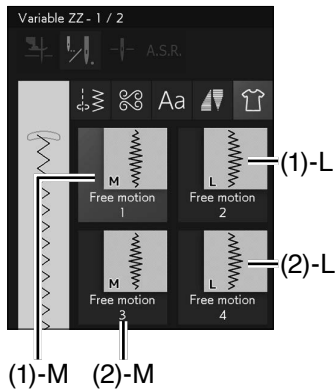 Variable ZZ - 1 / 2
A.S.R.
Aa
M
Free motion
1
L
Free motion
2
(1)-L
M
Free motion
3
L
Free motion
4
(2)-L
(1)-M (2)-M